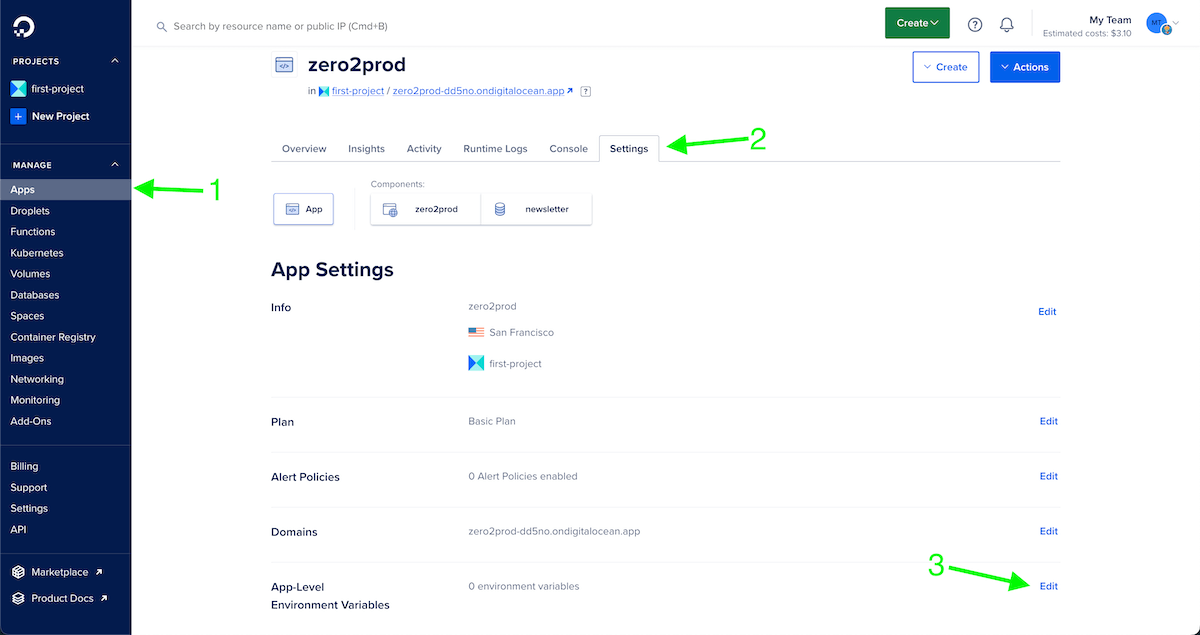 PROJECTS
first-project
+ New Project
MANAGE
Apps
Droplets
Functions
Kubernetes
Volumes
Databases
Spaces
Container Registry
Images
Networking
Monitoring
Add-Ons
Billing
Support
Settings
API
Marketplace
Product Docs
1
Search by resource name or public IP (Cmd+B)
Create
?
My Team
Estimated costs: $3.10
MT
zero2prod
in first-project / zero2prod-dd5no.ondigitalocean.app ?
Create
Actions
Overview Insights Activity Runtime Logs Console Settings
2
Components:
App zero2prod newsletter
App Settings
Info zero2prod Edit
San Francisco
first-project
Plan Basic Plan Edit
Alert Policies 0 Alert Policies enabled Edit
Domains zero2prod-dd5no.ondigitalocean.app Edit
3
App-Level 0 environment variables Edit
Environment Variables